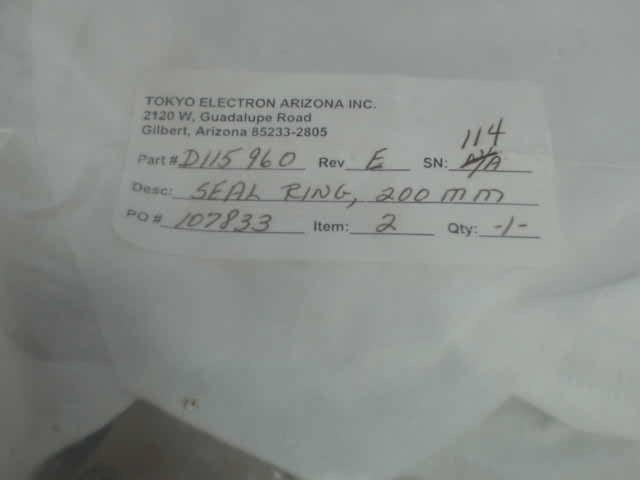 TOKYO ELECTRON ARIZONA INC.
2120 W, Guadalupe Road
Gilbert, Arizona 85233-2805
114
Part # D115960 Rev E SN: N/A
Desc: SEAL RING, 200 mm
PO # 107833 Item: 2 Qty: -1-